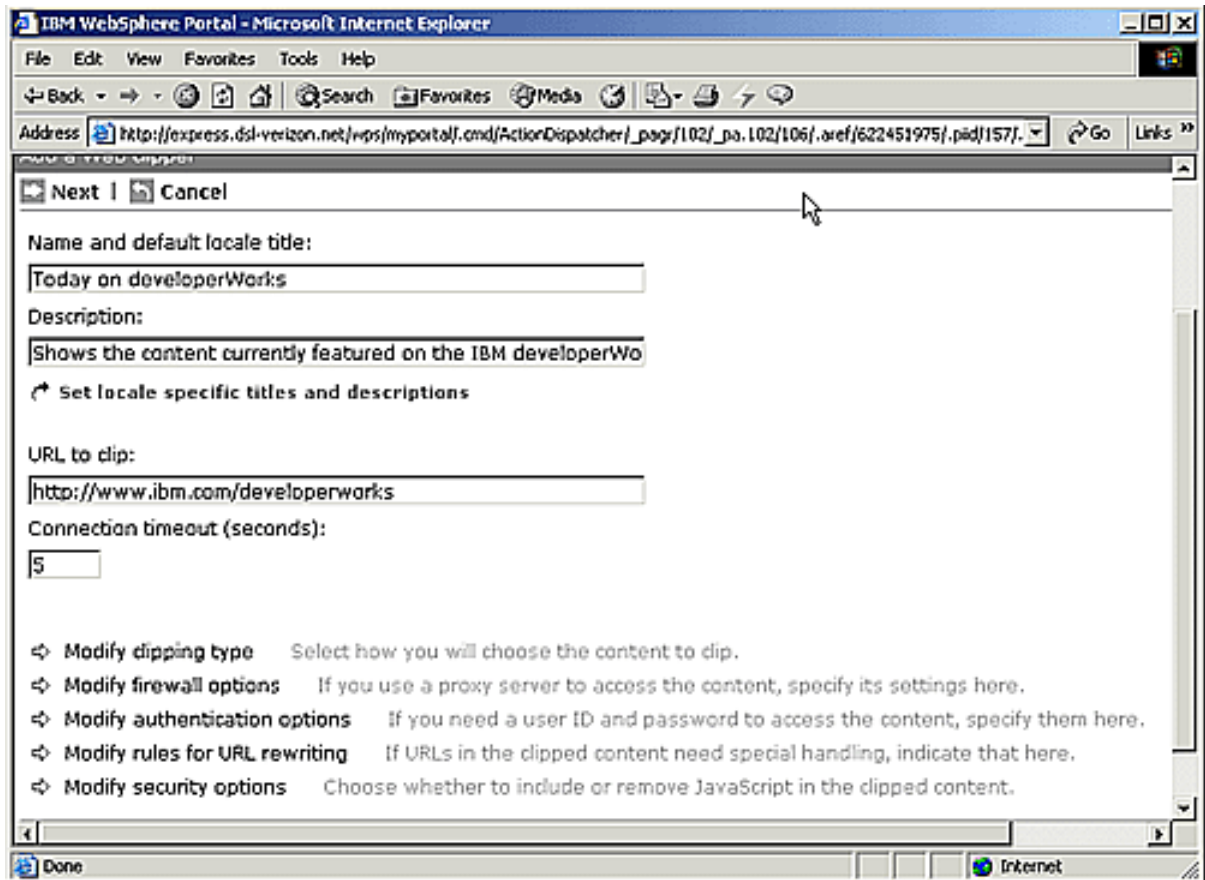 IBM WebSphere Portal - Microsoft Internet Explorer
File Edit View Favorites Tools Help
Back Search Favorites Media
Address http://express.dsl-verizon.net/wps/myportal/.cmd/ActionDispatcher/_pagr/102/_pa.102/106/.aref/622451975/.piid/157/. Go Links »
Add a Web clipper
Next | Cancel
Name and default locale title:
Today on developerWorks
Description:
Shows the content currently featured on the IBM developerWo
Set locale specific titles and descriptions
URL to clip:
http://www.ibm.com/developerworks
Connection timeout (seconds):
5
Modify clipping type Select how you will choose the content to clip.
Modify firewall options If you use a proxy server to access the content, specify its settings here.
Modify authentication options If you need a user ID and password to access the content, specify them here.
Modify rules for URL rewriting If URLs in the clipped content need special handling, indicate that here.
Modify security options Choose whether to include or remove JavaScript in the clipped content.
Done Internet